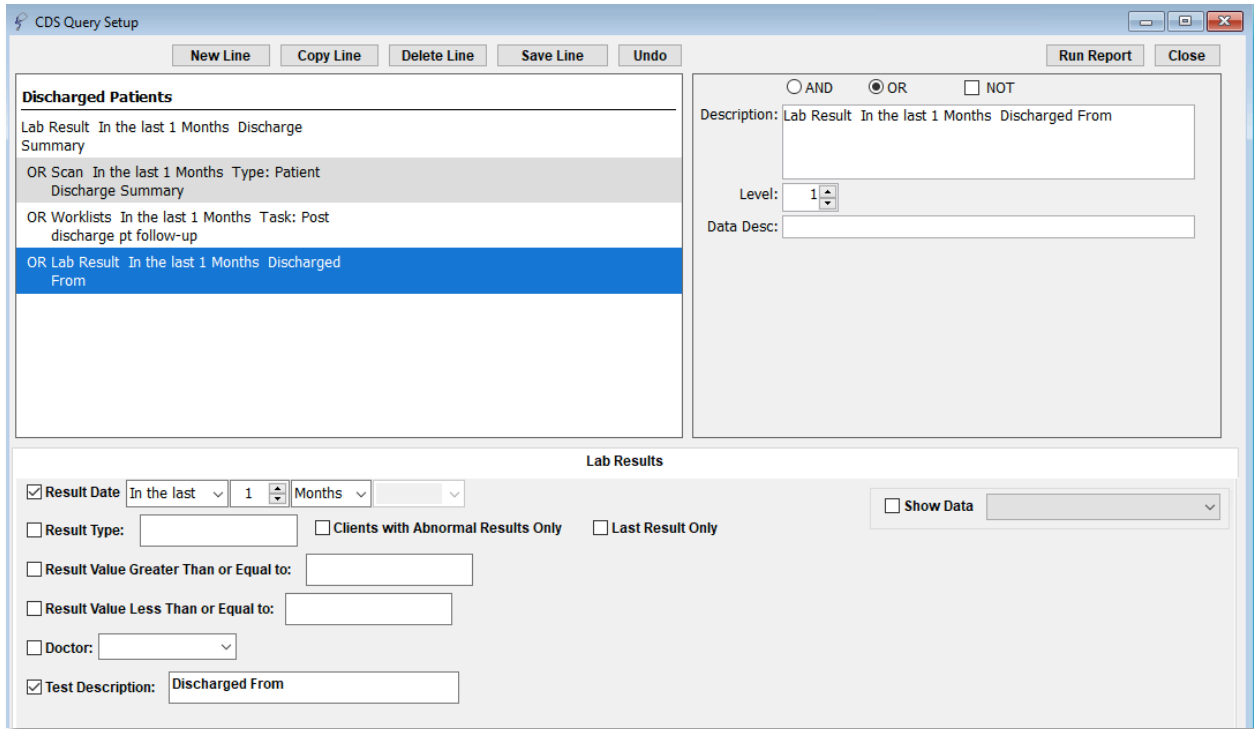 CDS Query Setup
New Line Copy Line Delete Line Save Line Undo Run Report Close
Discharged Patients
Lab Result In the last 1 Months Discharge
Summary
OR Scan In the last 1 Months Type: Patient
Discharge Summary
OR Worklists In the last 1 Months Task: Post
discharge pt follow-up
OR Lab Result In the last 1 Months Discharged
From
AND OR NOT
Description: Lab Result In the last 1 Months Discharged From
Level: 1
Data Desc:
Lab Results
Result Date In the last 1 Months
Show Data
Result Type: Clients with Abnormal Results Only Last Result Only
Result Value Greater Than or Equal to:
Result Value Less Than or Equal to:
Doctor:
Test Description: Discharged From